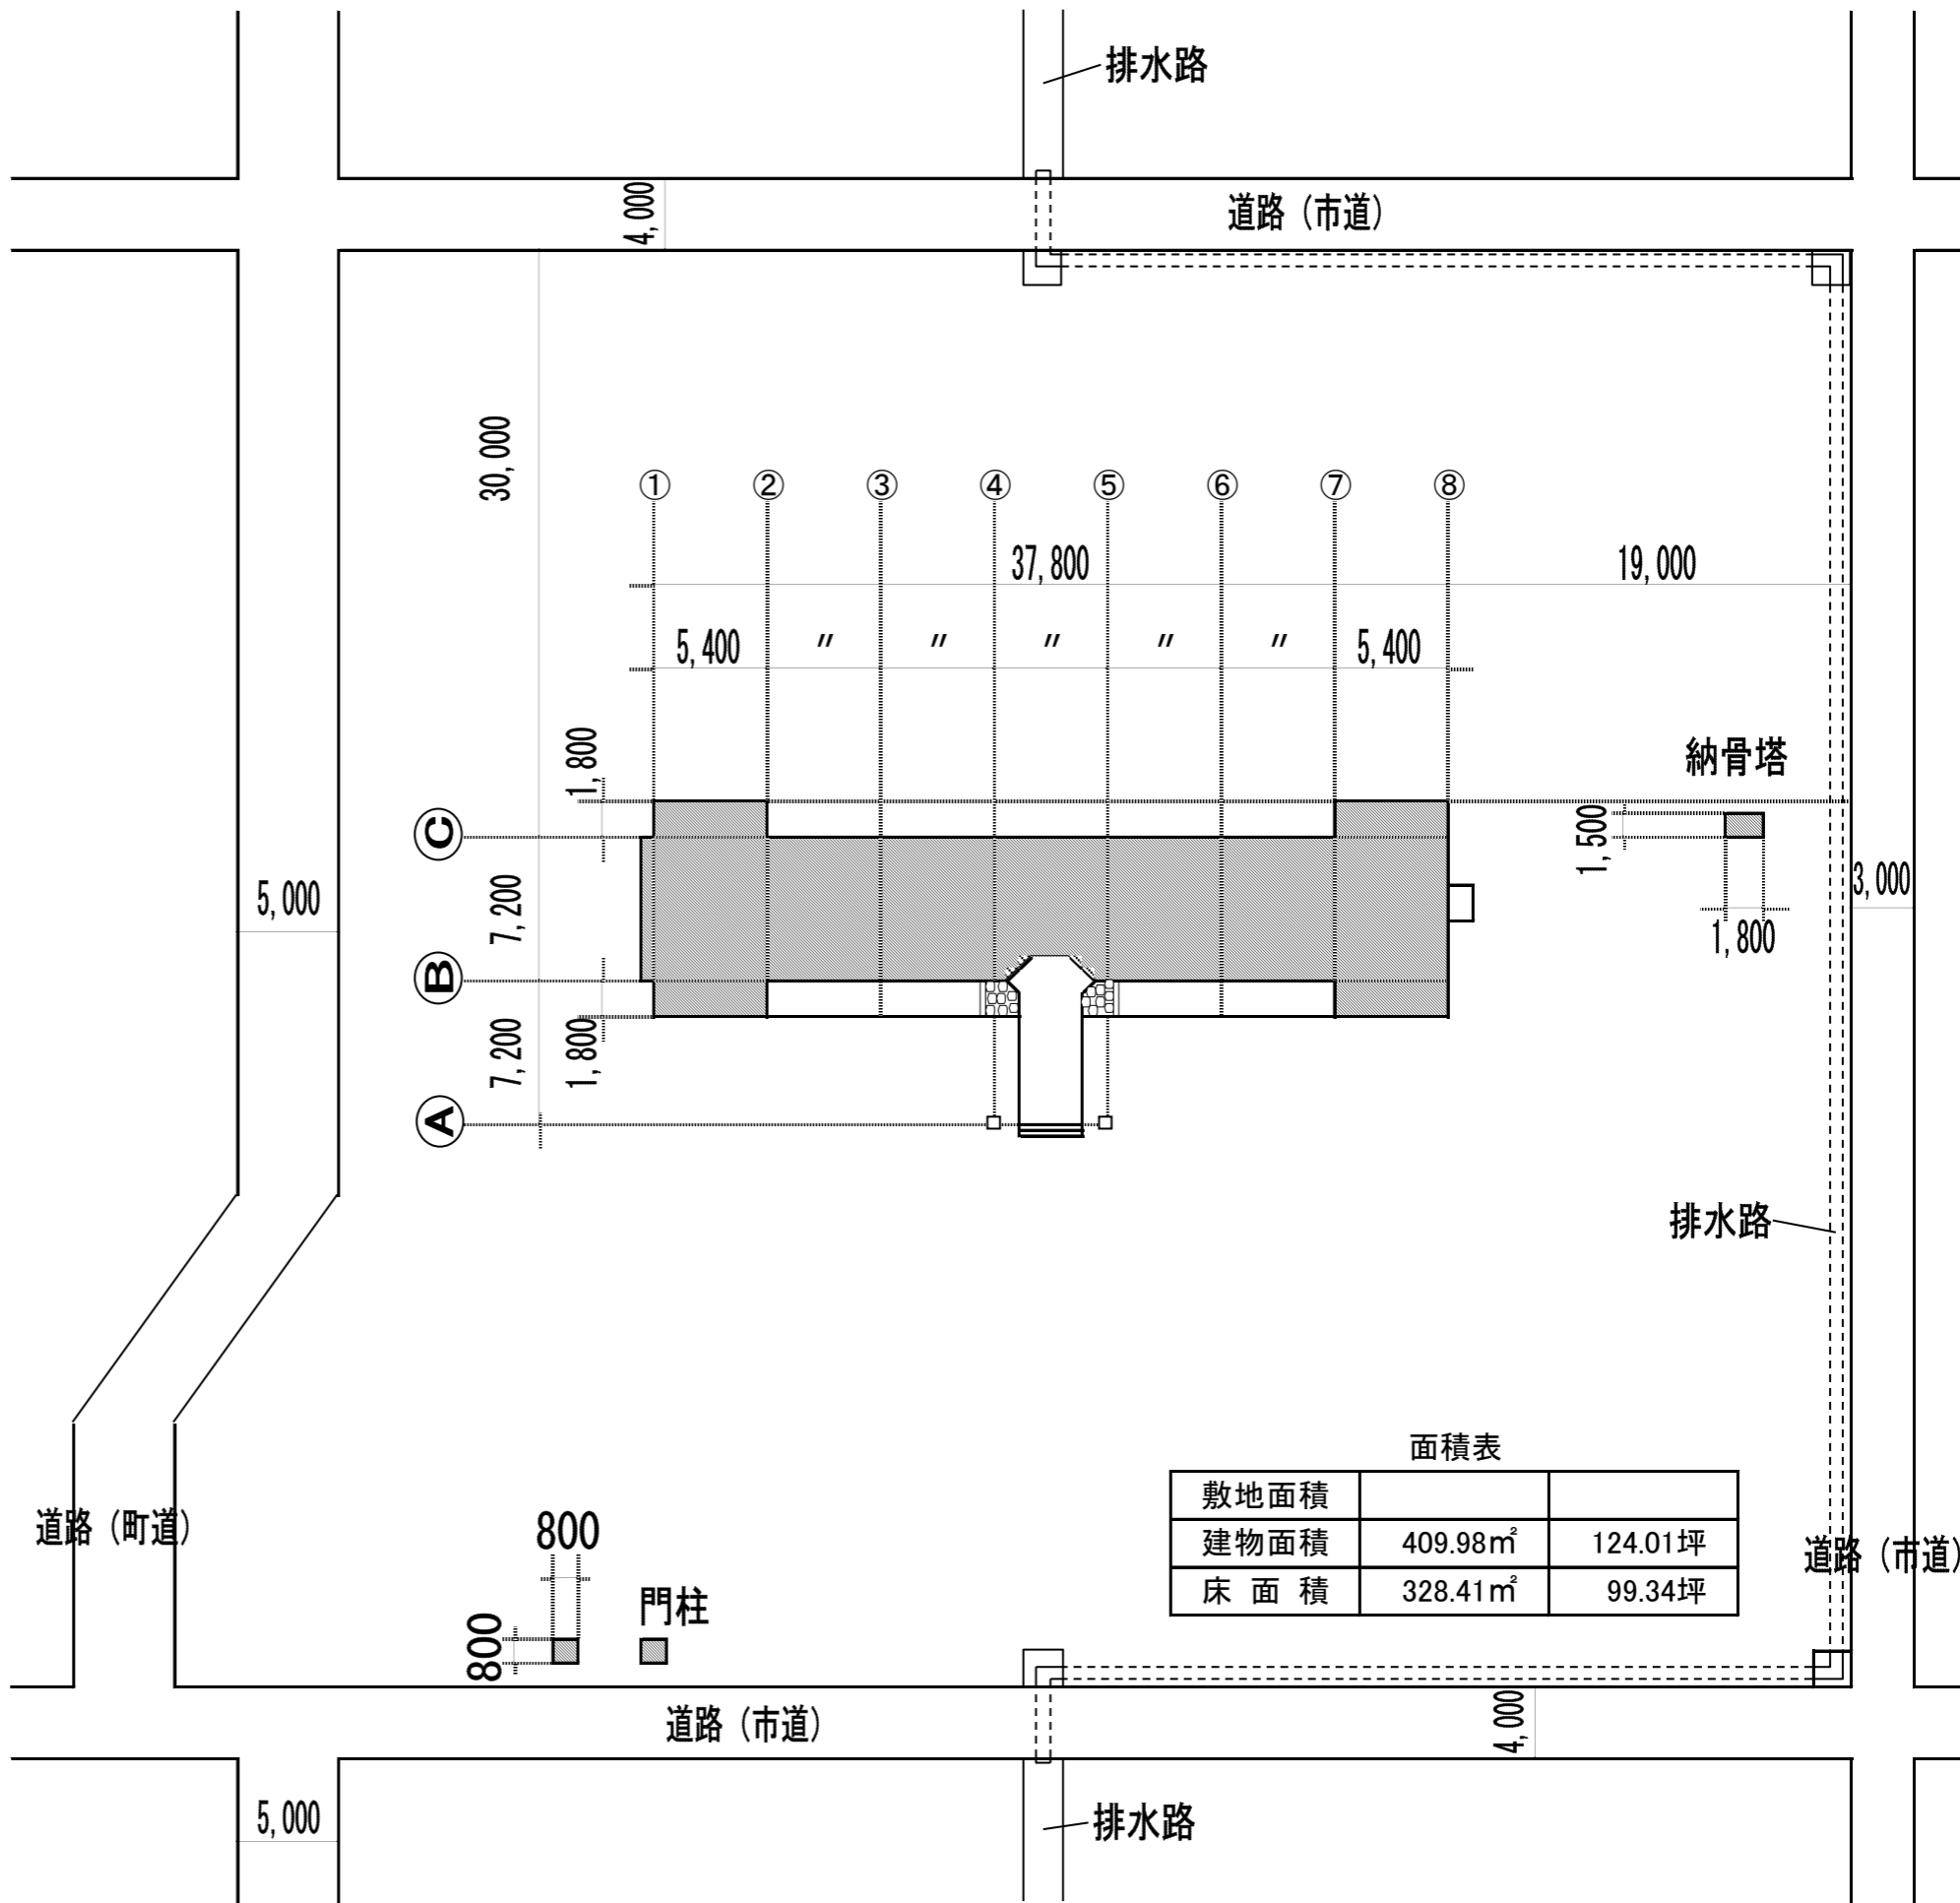 排水路
4,000
道路（市道）
30,000
① ② ③ ④ ⑤ ⑥ ⑦ ⑧
37,800 19,000
5,400 〃 〃 〃 〃 〃 5,400
1,800
納骨塔
C
1,500
5,000
7,200
3,000
1,800
B
7,200
1,800
A
排水路
面積表
敷地面積
建物面積 409.98㎡ 124.01坪
床面積 328.41㎡ 99.34坪
道路（町道）
800
道路（市道）
門柱
800
道路（市道）
4,000
5,000
排水路